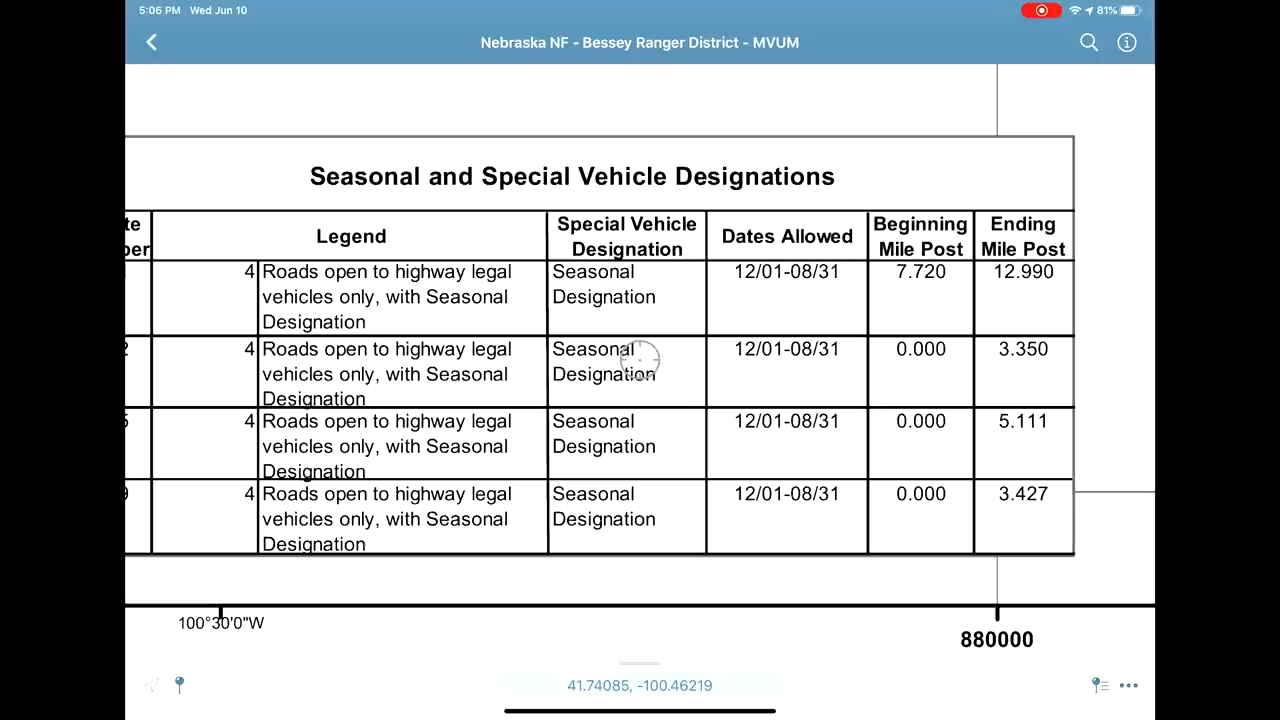 5:06 PM Wed Jun 10
81%
Nebraska NF - Bessey Ranger District - MVUM
Seasonal and Special Vehicle Designations
Legend
Special Vehicle
Designation
Dates Allowed
Beginning
Mile Post
Ending
Mile Post
4 Roads open to highway legal
vehicles only, with Seasonal
Designation
Seasonal
Designation
12/01-08/31
7.720
12.990
4 Roads open to highway legal
vehicles only, with Seasonal
Designation
Seasonal
Designation
12/01-08/31
0.000
3.350
4 Roads open to highway legal
vehicles only, with Seasonal
Designation
Seasonal
Designation
12/01-08/31
0.000
5.111
4 Roads open to highway legal
vehicles only, with Seasonal
Designation
Seasonal
Designation
12/01-08/31
0.000
3.427
100°30'0"W
880000
41.74085, -100.46219